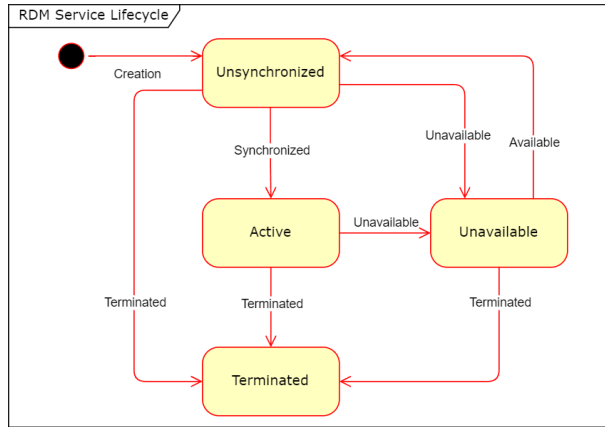 RDM Service Lifecycle
Unsynchronized
Creation
Unavailable
Available
Synchronized
Active
Unavailable
Unavailable
Terminated
Terminated
Terminated
Terminated